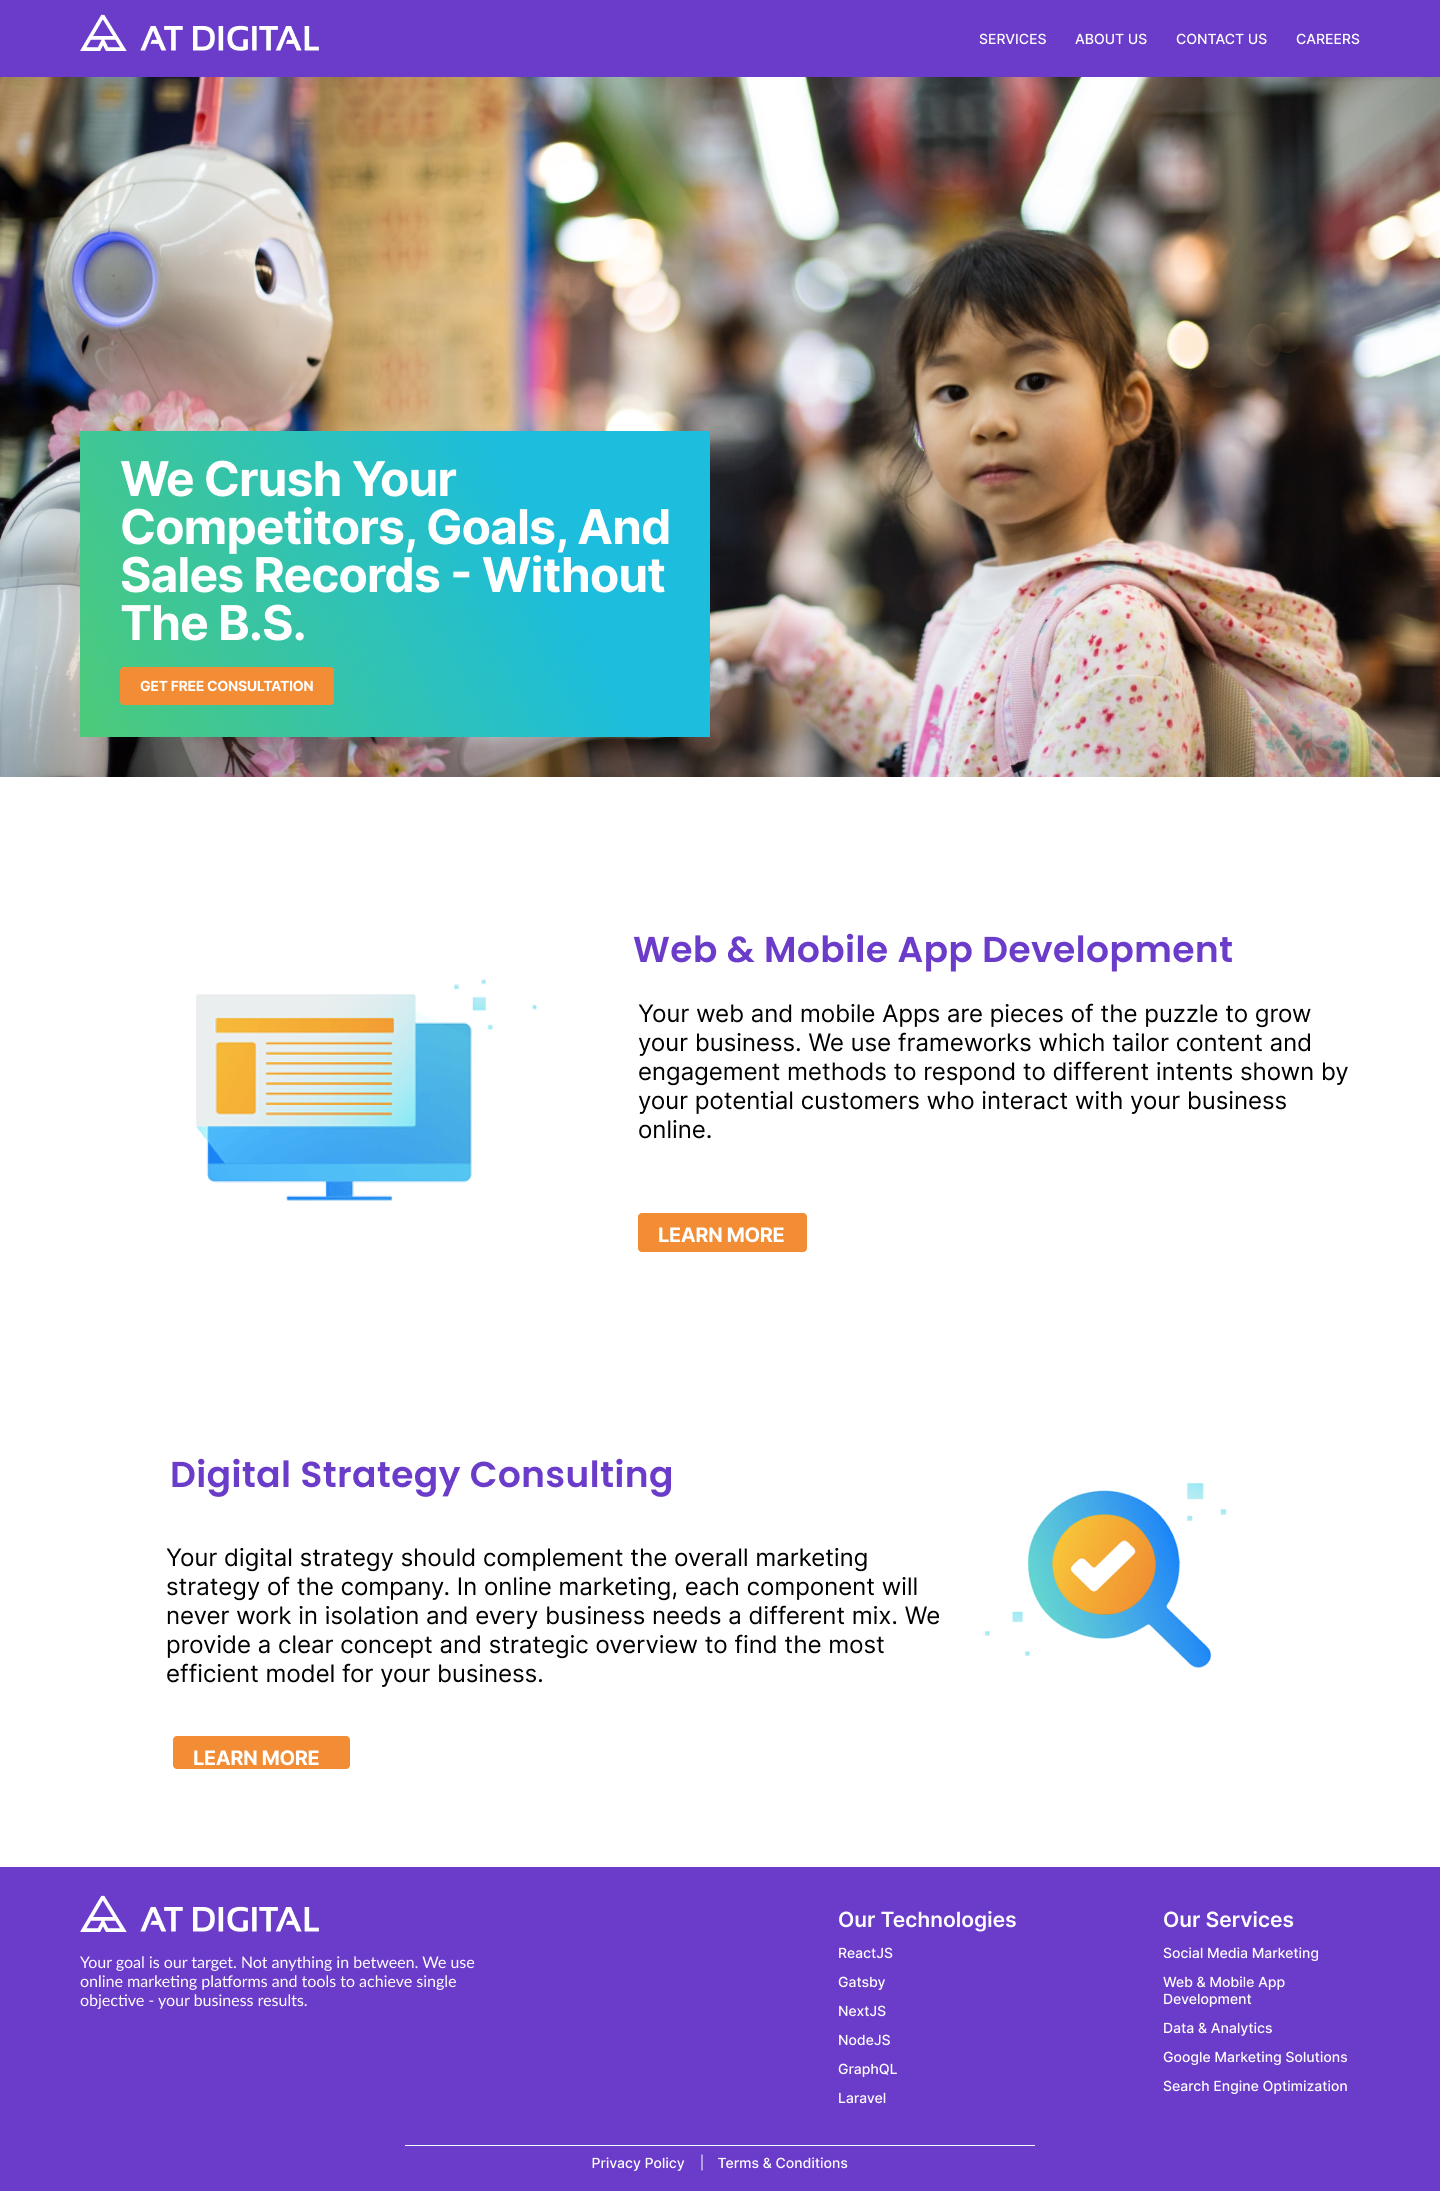 AT DIGITAL
SERVICES ABOUT US CONTACT US CAREERS
We Crush Your
Competitors, Goals, And
Sales Records - Without
The B.S.
GET FREE CONSULTATION
Web & Mobile App Development
Your web and mobile Apps are pieces of the puzzle to grow
your business. We use frameworks which tailor content and
engagement methods to respond to different intents shown by
your potential customers who interact with your business
online.
LEARN MORE
Digital Strategy Consulting
Your digital strategy should complement the overall marketing
strategy of the company. In online marketing, each component will
never work in isolation and every business needs a different mix. We
provide a clear concept and strategic overview to find the most
efficient model for your business.
LEARN MORE
AT DIGITAL
Your goal is our target. Not anything in between. We use
online marketing platforms and tools to achieve single
objective - your business results.
Our Technologies
ReactJS
Gatsby
NextJS
NodeJS
GraphQL
Laravel
Our Services
Social Media Marketing
Web & Mobile App
Development
Data & Analytics
Google Marketing Solutions
Search Engine Optimization
Privacy Policy | Terms & Conditions